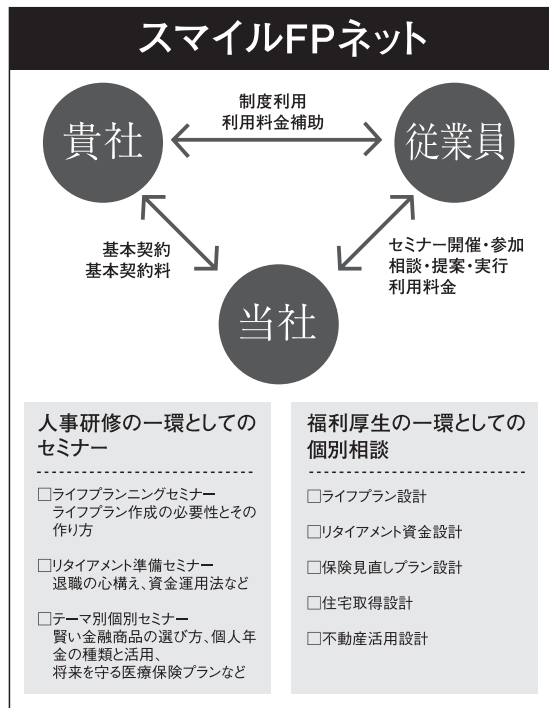 スマイルFPネット
制度利用
利用料金補助
貴社
従業員
基本契約
基本契約料
セミナー開催・参加
相談・提案・実行
利用料金
当社
人事研修の一環としての
セミナー
□ライフプランニングセミナー
ライフプラン作成の必要性とその
作り方
□リタイアメント準備セミナー
退職の心構え、資金運用法など
□テーマ別個別セミナー
賢い金融商品の選び方、個人年
金の種類と活用、
将来を守る医療保険プランなど
福利厚生の一環としての
個別相談
□ライフプラン設計
□リタイアメント資金設計
□保険見直しプラン設計
□住宅取得設計
□不動産活用設計